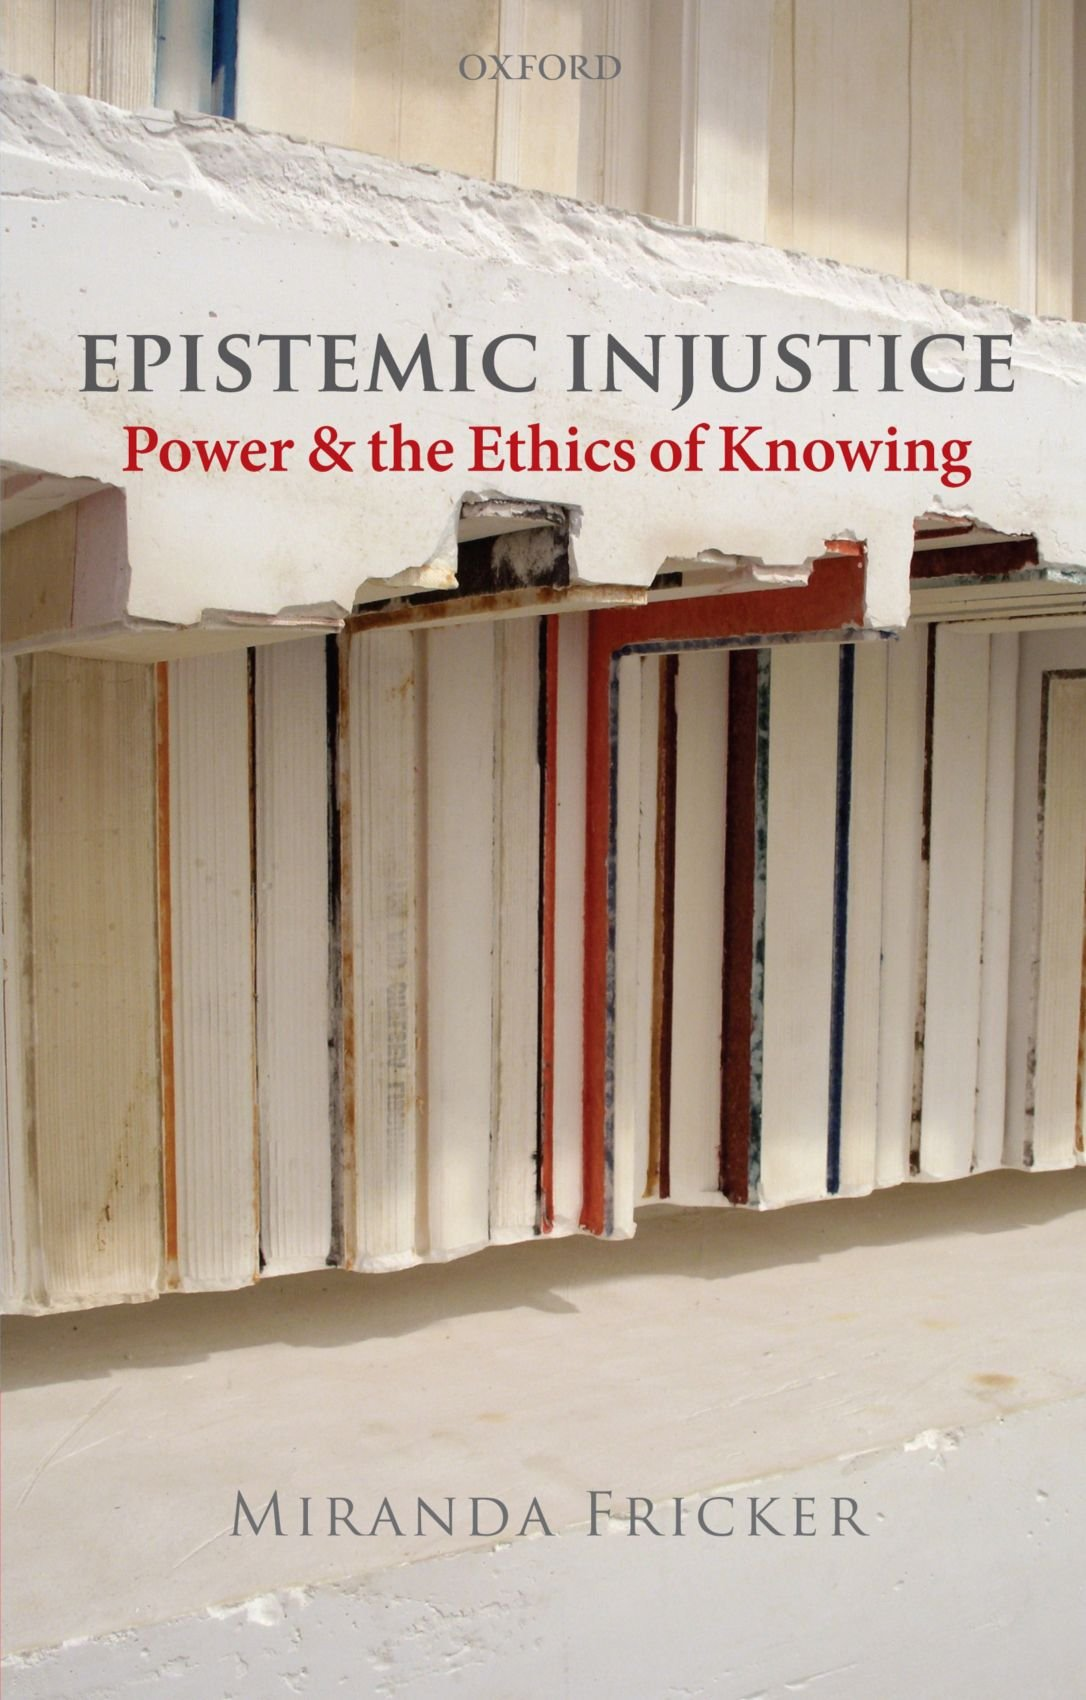 OXFORD
EPISTEMIC INJUSTICE
Power & the Ethics of Knowing
MIRANDA FRICKER